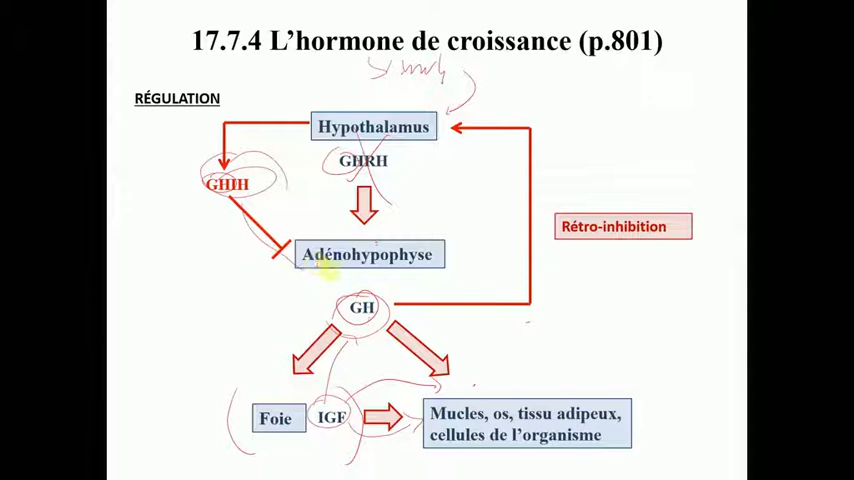 17.7.4 L'hormone de croissance (p.801)
RÉGULATION
Hypothalamus
GHRH
GHIH
Rétro-inhibition
Adénohypophyse
GH
Foie
IGF
Mucles, os, tissu adipeux,
cellules de l'organisme